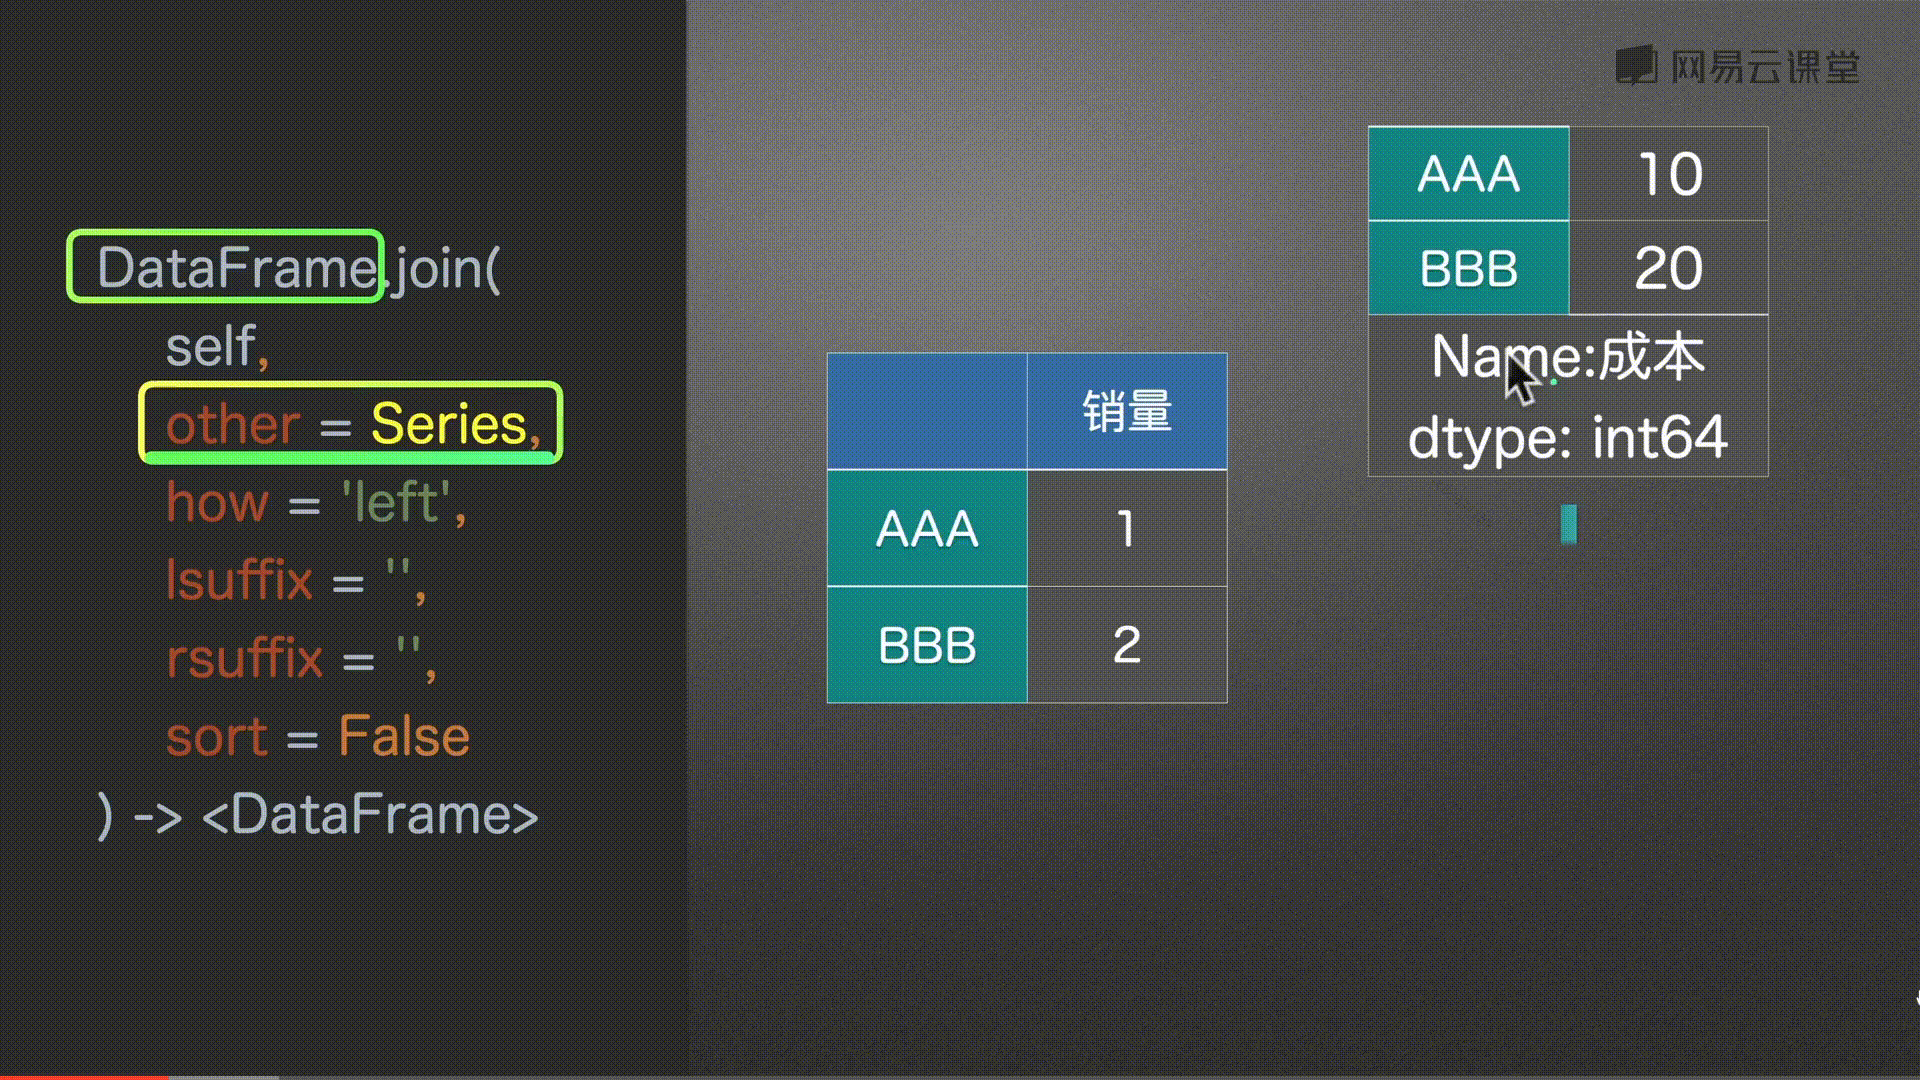 网易云课堂
DataFrame.join(
self,
other = Series,
how = 'left',
lsuffix = '',
rsuffix = '',
sort = False
) -> <DataFrame>
销量
AAA 1
BBB 2
AAA 10
BBB 20
Name:成本
dtype: int64